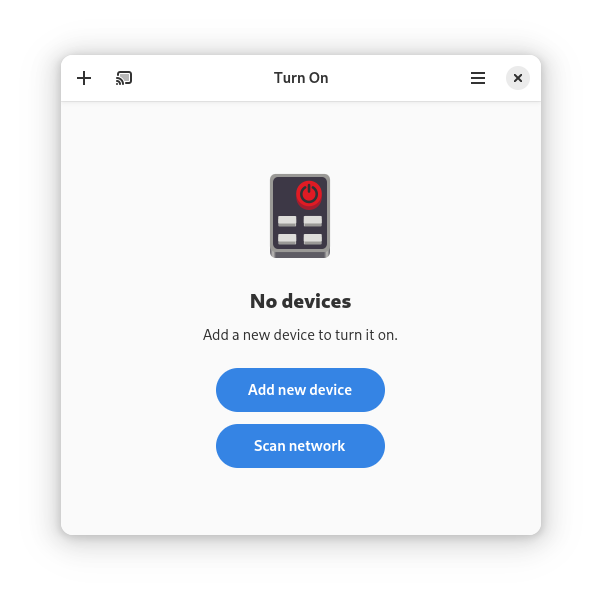 Turn On
No devices
Add a new device to turn it on.
Add new device
Scan network